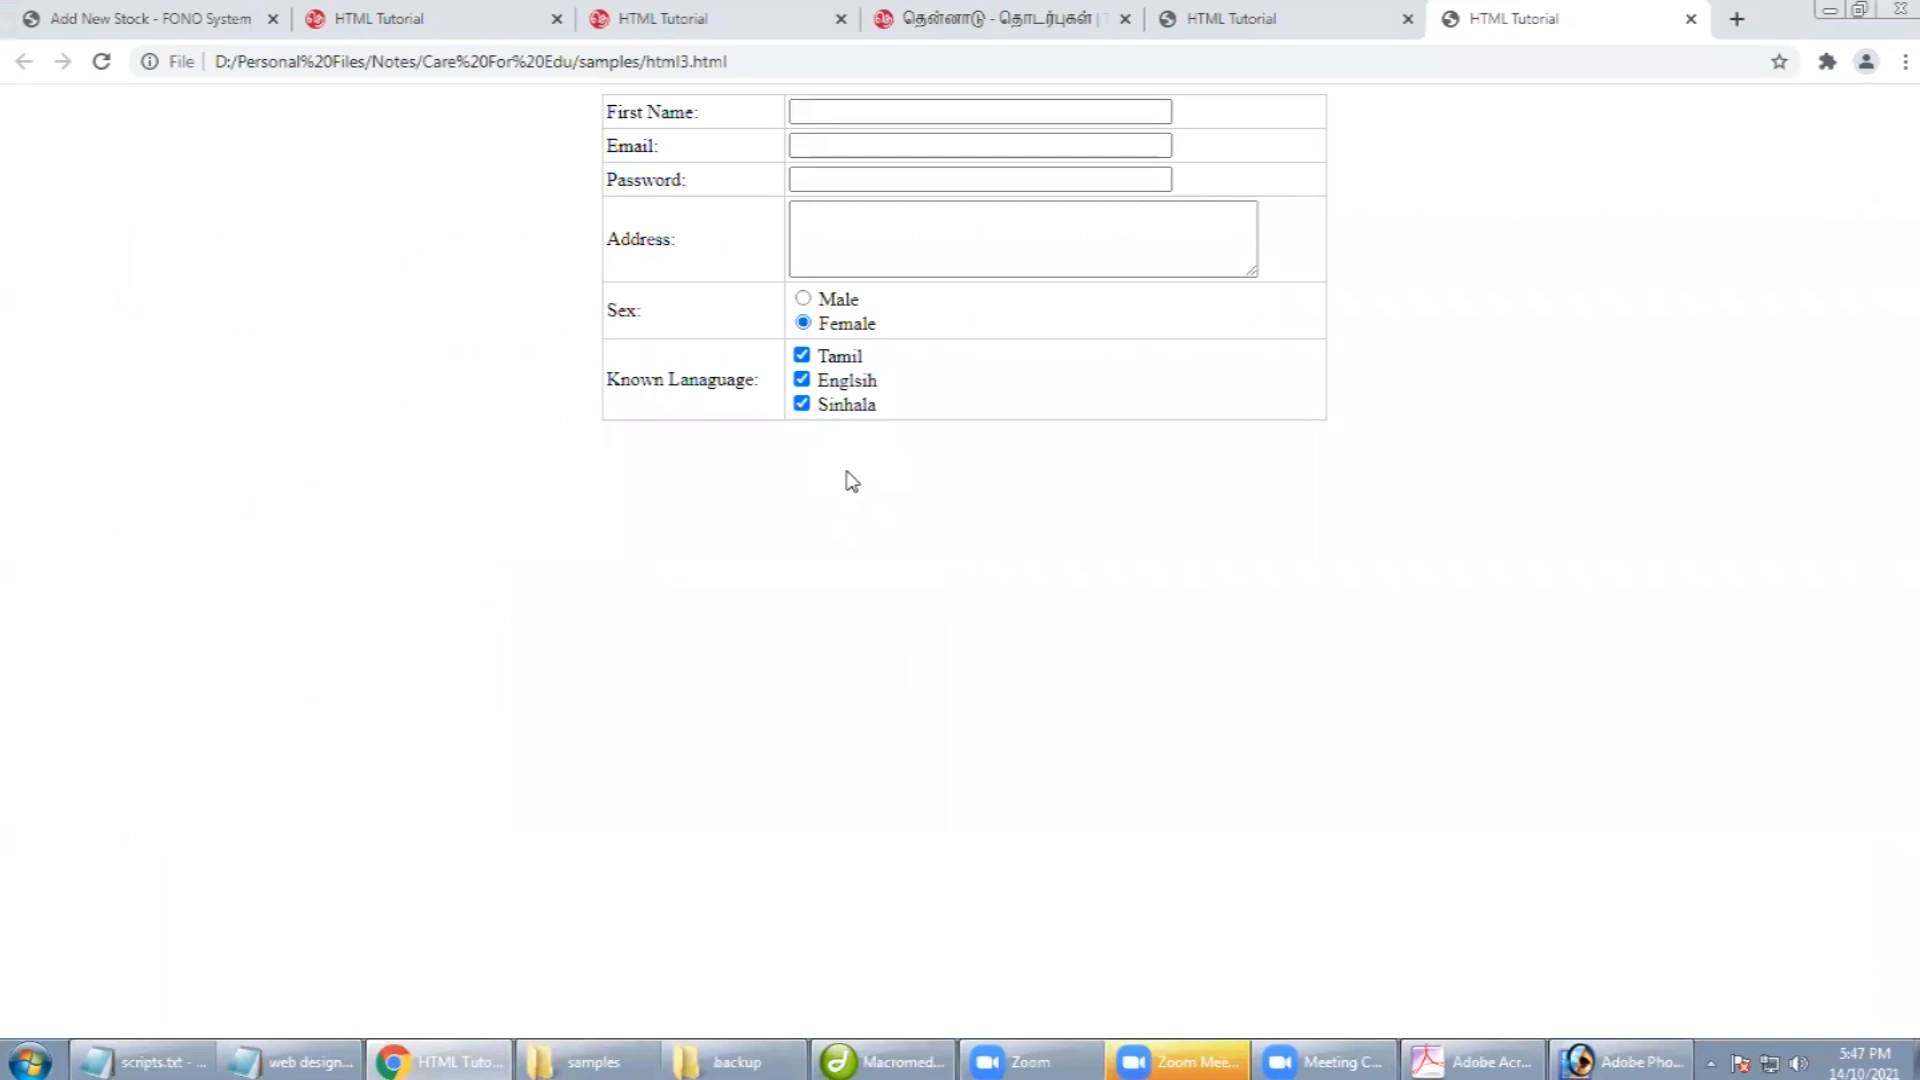 Add New Stock - FONO System
HTML Tutorial
HTML Tutorial
தென்னாடு - தொடர்புகள் |
HTML Tutorial
HTML Tutorial
File
D:/Personal%20Files/Notes/Care%20For%20Edu/samples/html3.html
First Name:
Email:
Password:
Address:
Sex:
Male
Female
Known Lanaguage:
Tamil
Englsih
Sinhala
scripts.txt - ...
web design...
HTML Tuto...
samples
backup
Macromed...
Zoom
Zoom Mee...
Meeting C...
Adobe Acr...
Adobe Pho...
5:47 PM
14/10/2021